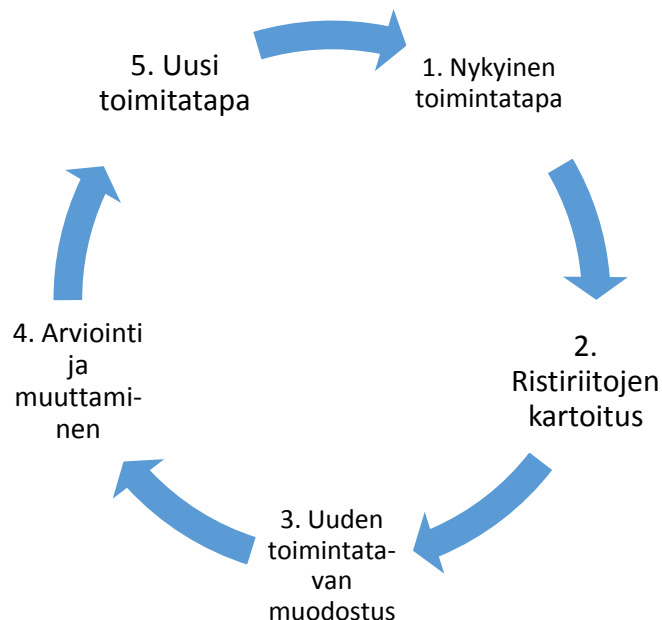 1. Nykyinen
toimintatapa
2.
Ristiriitojen
kartoitus
3. Uuden
toimintata-
van
muodostus
4. Arviointi
ja
muuttami-
nen
5. Uusi
toimitatapa